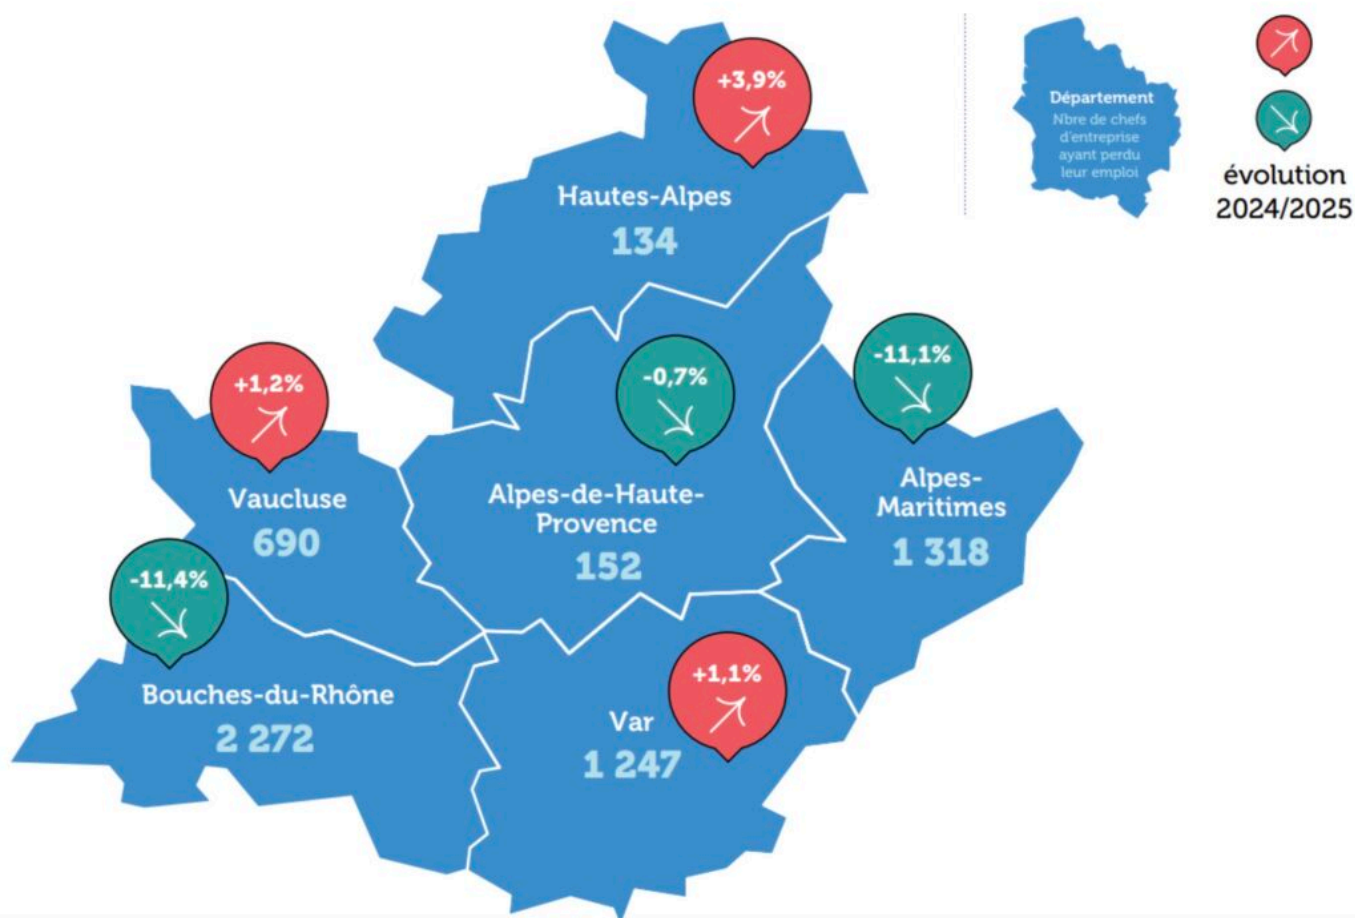 +3,9%
Hautes-Alpes
134
Département
Nbre de chefs
d'entreprise
ayant perdu
leur emploi
évolution
2024/2025
+1,2%
Vaucluse
690
-0,7%
Alpes-de-Haute-
Provence
152
-11,1%
Alpes-
Maritimes
1 318
-11,4%
Bouches-du-Rhône
2 272
+1,1%
Var
1 247